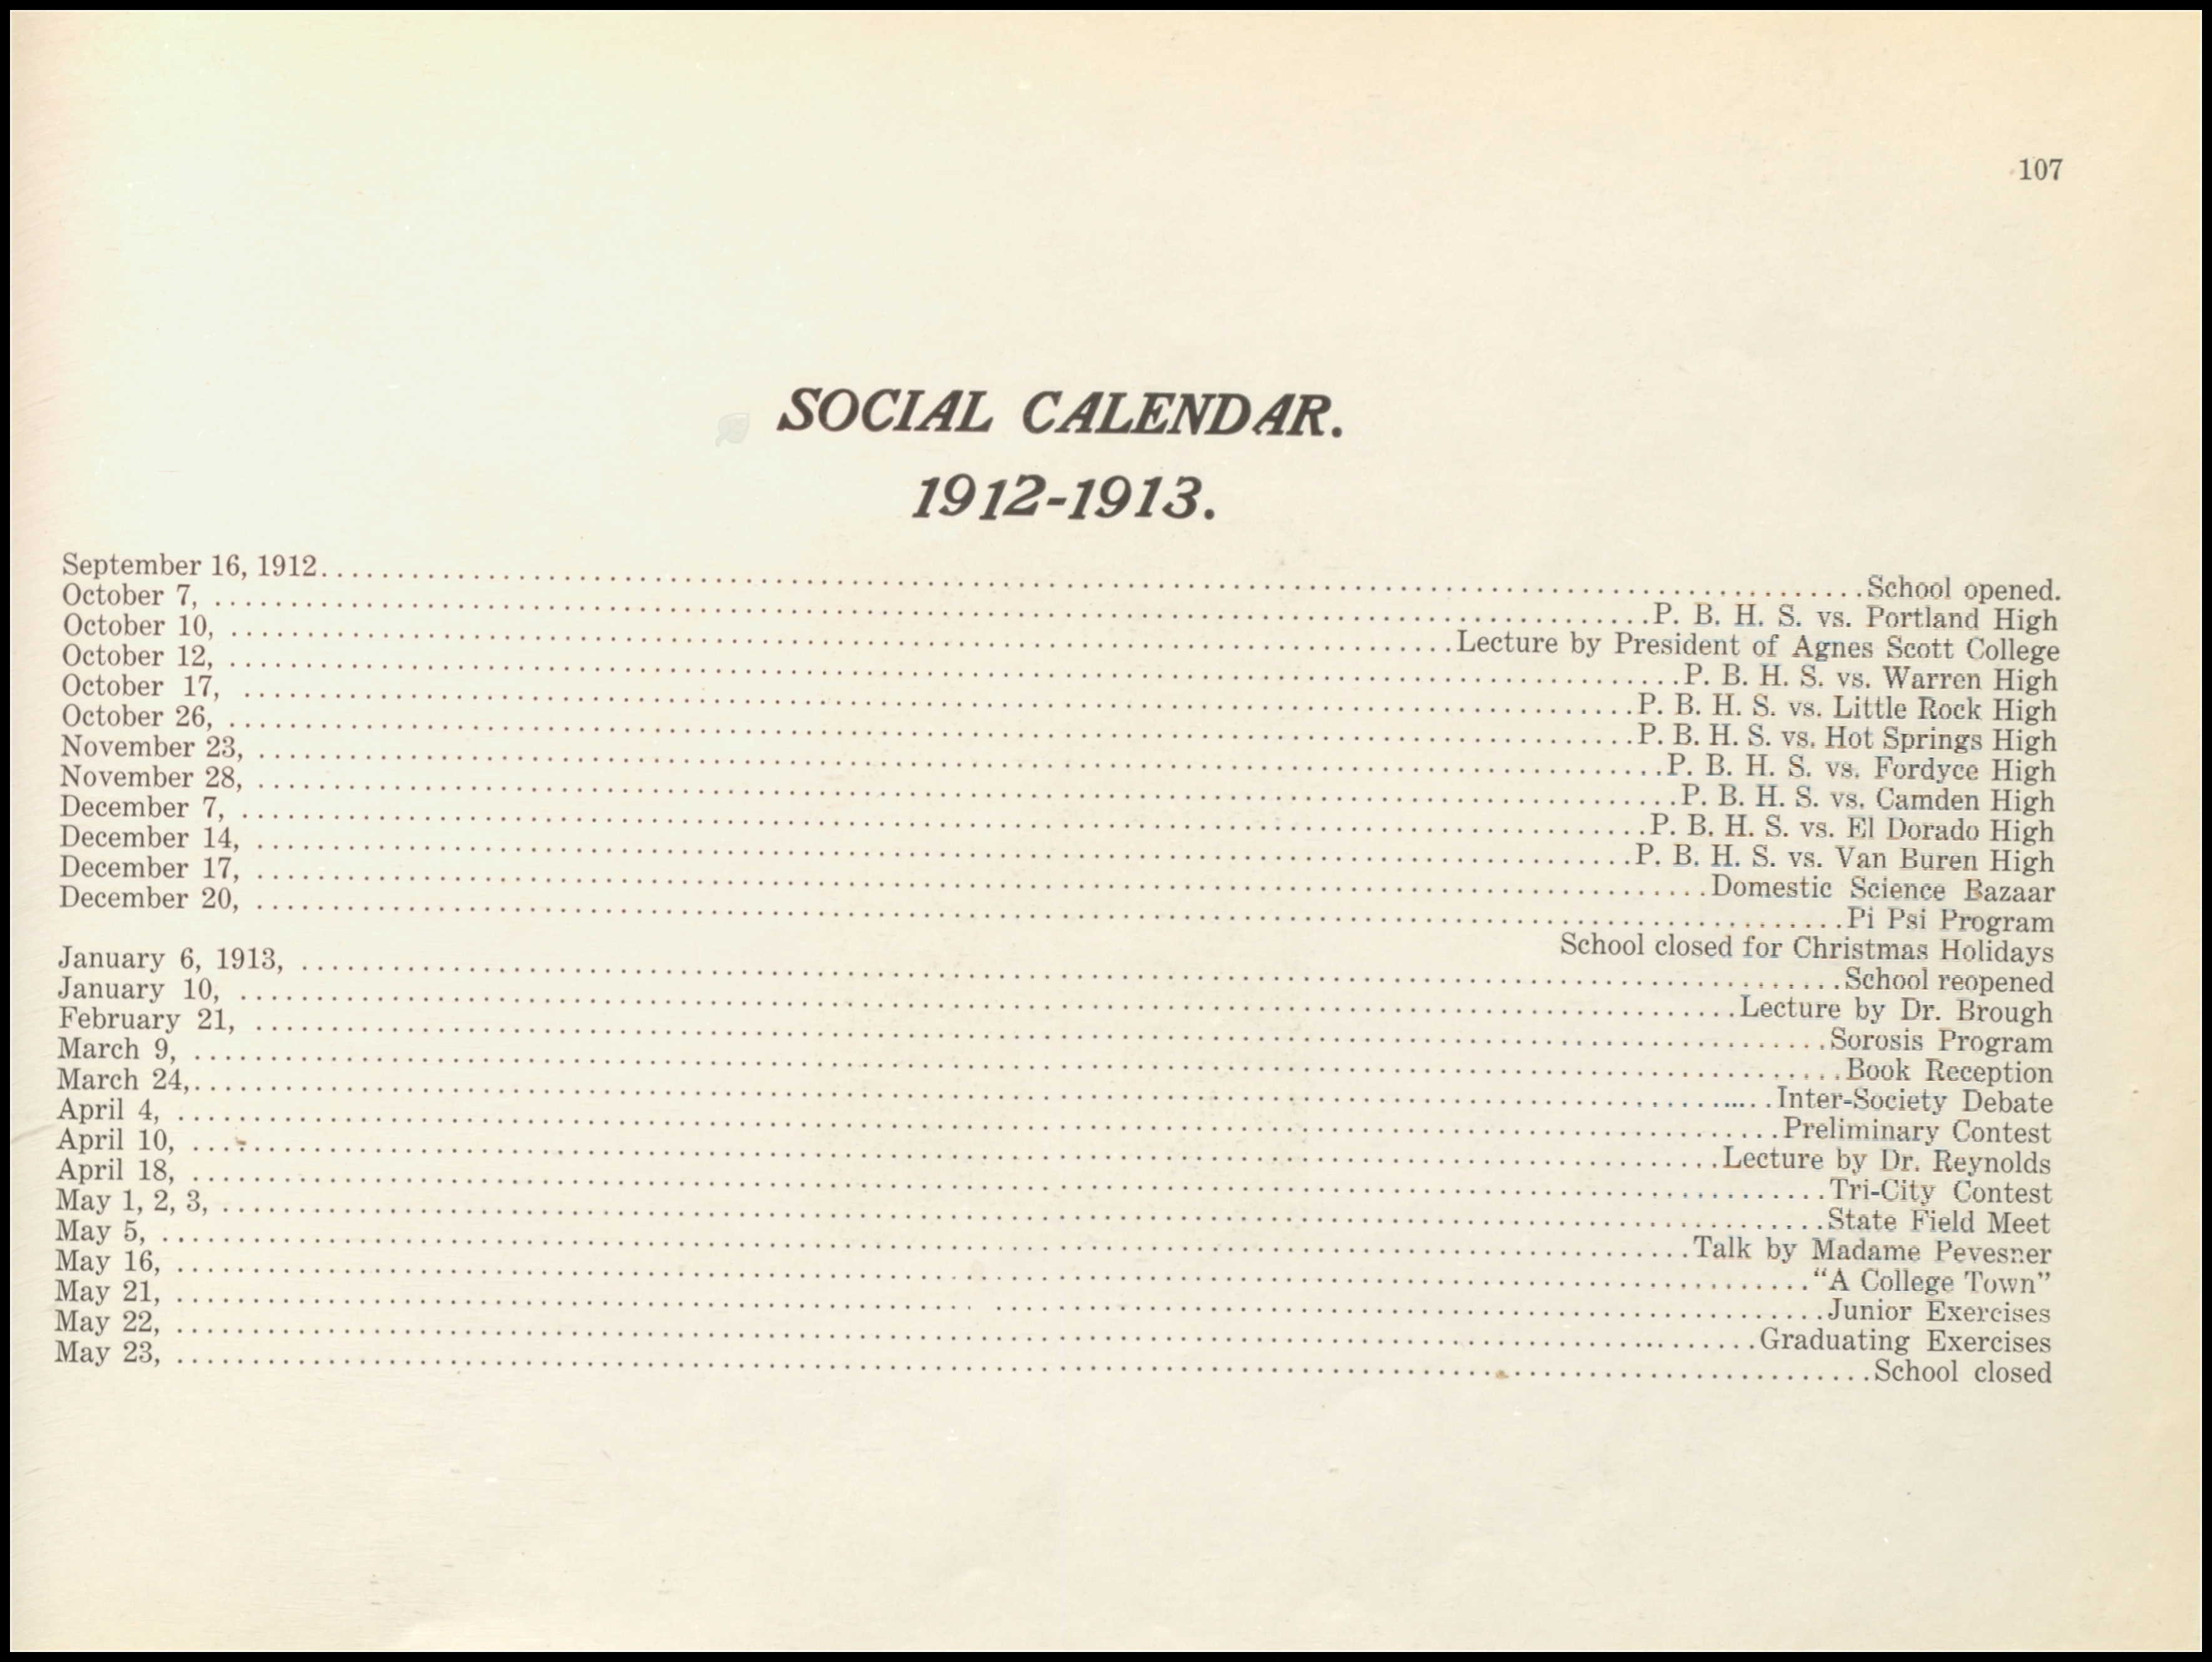 107
SOCIAL CALENDAR.
1912-1913.
September 16, 1912. School opened.
October 7, P. B. H. S. vs. Portland High
October 10, Lecture by President of Agnes Scott College
October 12, P. B. H. S. vs. Warren High
October 17, P. B. H. S. vs. Little Rock High
October 26, P. B. H. S. vs. Hot Springs High
November 23, P. B. H. S. vs. Fordyce High
November 28, P. B. H. S. vs. Camden High
December 7, P. B. H. S. vs. El Dorado High
December 14, P. B. H. S. vs. Van Buren High
December 17, Domestic Science Bazaar
December 20, Pi Psi Program
School closed for Christmas Holidays
January 6, 1913, School reopened
January 10, Lecture by Dr. Brough
February 21, Sorosis Program
March 9, Book Reception
March 24, Inter-Society Debate
April 4, Preliminary Contest
April 10, Lecture by Dr. Reynolds
April 18, Tri-City Contest
May 1, 2, 3, State Field Meet
May 5, Talk by Madame Pevesner
May 16, “A College Town”
May 21, Junior Exercises
May 22, Graduating Exercises
May 23, School closed